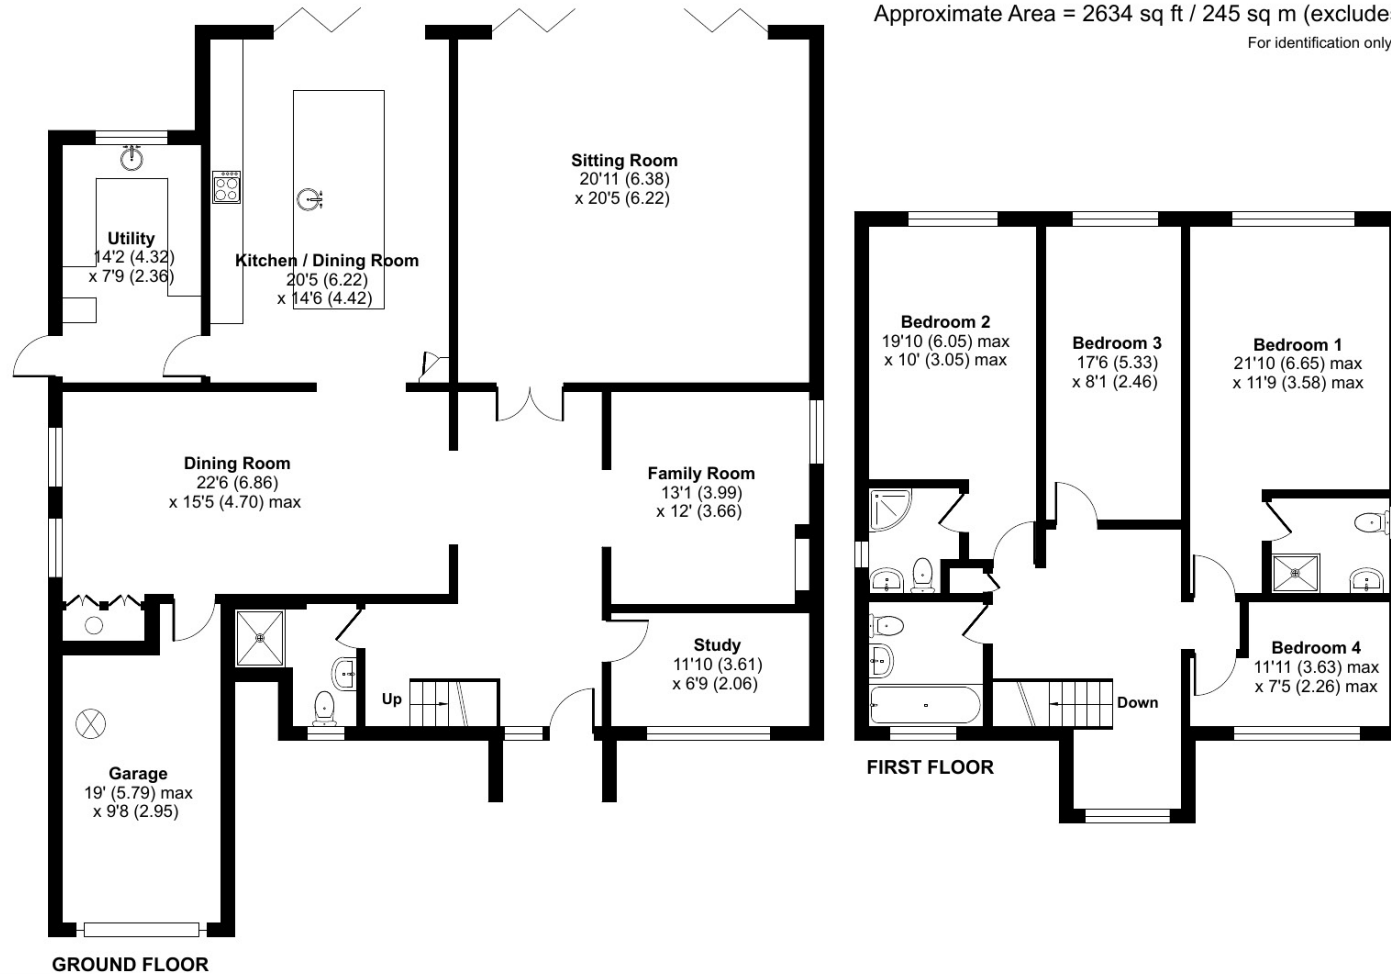 Approximate Area = 2634 sq ft / 245 sq m (exclude
For identification only
Sitting Room
20'11 (6.38)
x 20'5 (6.22)
Utility
14'2 (4.32)
x 7'9 (2.36)
Kitchen / Dining Room
20'5 (6.22)
x 14'6 (4.42)
Bedroom 2
19'10 (6.05) max
x 10' (3.05) max
Bedroom 3
17'6 (5.33)
x 8'1 (2.46)
Bedroom 1
21'10 (6.65) max
x 11'9 (3.58) max
Dining Room
22'6 (6.86)
x 15'5 (4.70) max
Family Room
13'1 (3.99)
x 12' (3.66)
Study
11'10 (3.61)
x 6'9 (2.06)
Bedroom 4
11'11 (3.63) max
x 7'5 (2.26) max
Up
Down
Garage
19' (5.79) max
x 9'8 (2.95)
FIRST FLOOR
GROUND FLOOR